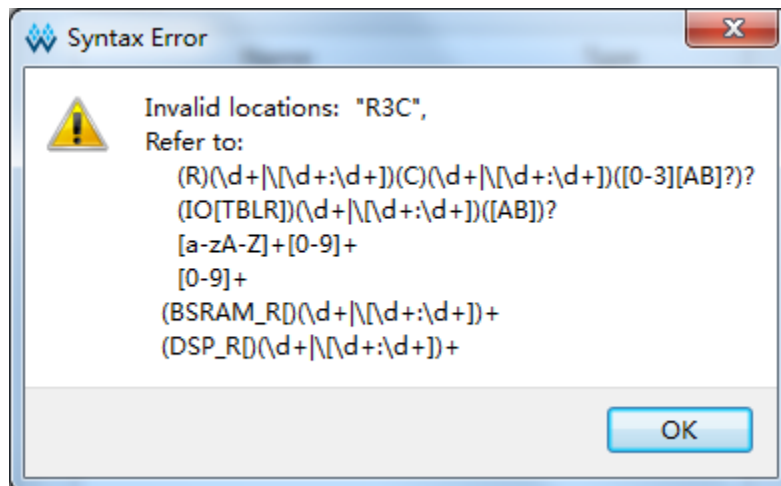 Syntax Error
Invalid locations: "R3C",
Refer to:
(R)(\d+|\[\d+:\d+])(C)(\d+|\[\d+:\d+])([0-3][AB]?)?
(IO[TBLR])(\d+|\[\d+:\d+])([AB])?
[a-zA-Z]+[0-9]+
[0-9]+
(BSRAM_R[)(\d+|\[\d+:\d+])+
(DSP_R[)(\d+|\[\d+:\d+])+
OK